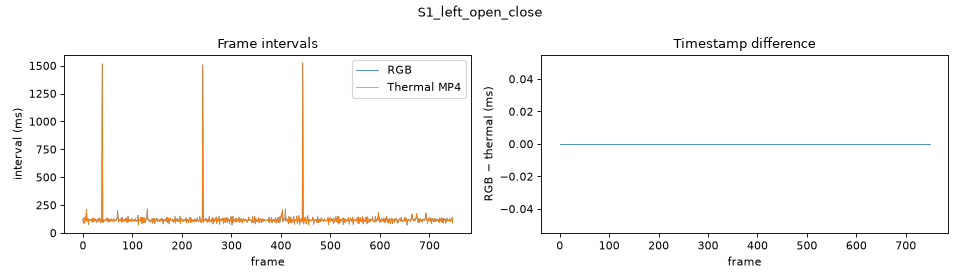 S1_left_open_close
Frame intervals
interval (ms)
1500
1250
1000
750
500
250
0
RGB
Thermal MP4
0 100 200 300 400 500 600 700
frame
Timestamp difference
RGB − thermal (ms)
0.04
0.02
0.00
−0.02
−0.04
0 100 200 300 400 500 600 700
frame